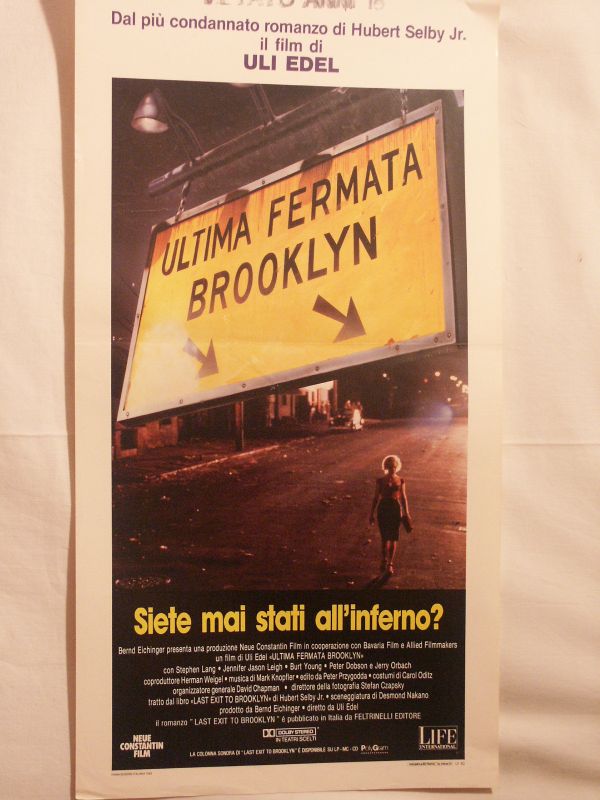 VIETATO ANNI 18
Dal più condannato romanzo di Hubert Selby Jr.
il film di
ULI EDEL
ULTIMA FERMATA
BROOKLYN
Siete mai stati all'inferno?
Bernd Eichinger presenta una produzione Neue Constantin Film in cooperazione con Bavaria Film e Allied Filmmakers
un film di Uli Edel «ULTIMA FERMATA BROOKLYN»
con Stephen Lang • Jennifer Jason Leigh • Burt Young • Peter Dobson e Jerry Orbach
coproduttore Herman Weigel • musica di Mark Knopfler • edito da Peter Przygodda • costumi di Carol Oditz
organizzatore generale David Chapman • direttore della fotografia Stefan Czapsky
tratto dal libro «LAST EXIT TO BROOKLYN» di Hubert Selby Jr. • sceneggiatura di Desmond Nakano
prodotto da Bernd Eichinger • diretto da Uli Edel
il romanzo "LAST EXIT TO BROOKLYN" é pubblicato in Italia da FELTRINELLI EDITORE
NEUE
CONSTANTIN
FILM
DOLBY STEREO
IN TEATRI SCELTI
LA COLONNA SONORA DI "LAST EXIT TO BROOKLYN" É DISPONIBILE SU LP - MC - CD PolyGram
LIFE
INTERNATIONAL